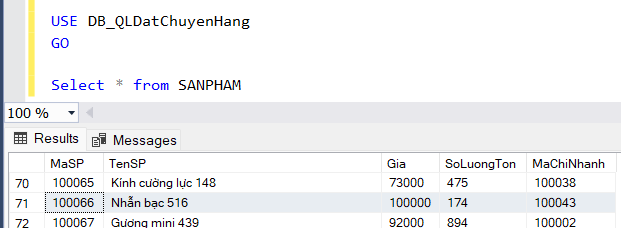 USE DB_QLDatChuyenHang
GO
Select * from SANPHAM
100 %
Results Messages
MaSP TenSP Gia SoLuongTon MaChiNhanh
70 100065 Kính cường lực 148 73000 475 100038
71 100066 Nhẫn bạc 516 100000 174 100043
72 100067 Gương mini 439 92000 894 100002